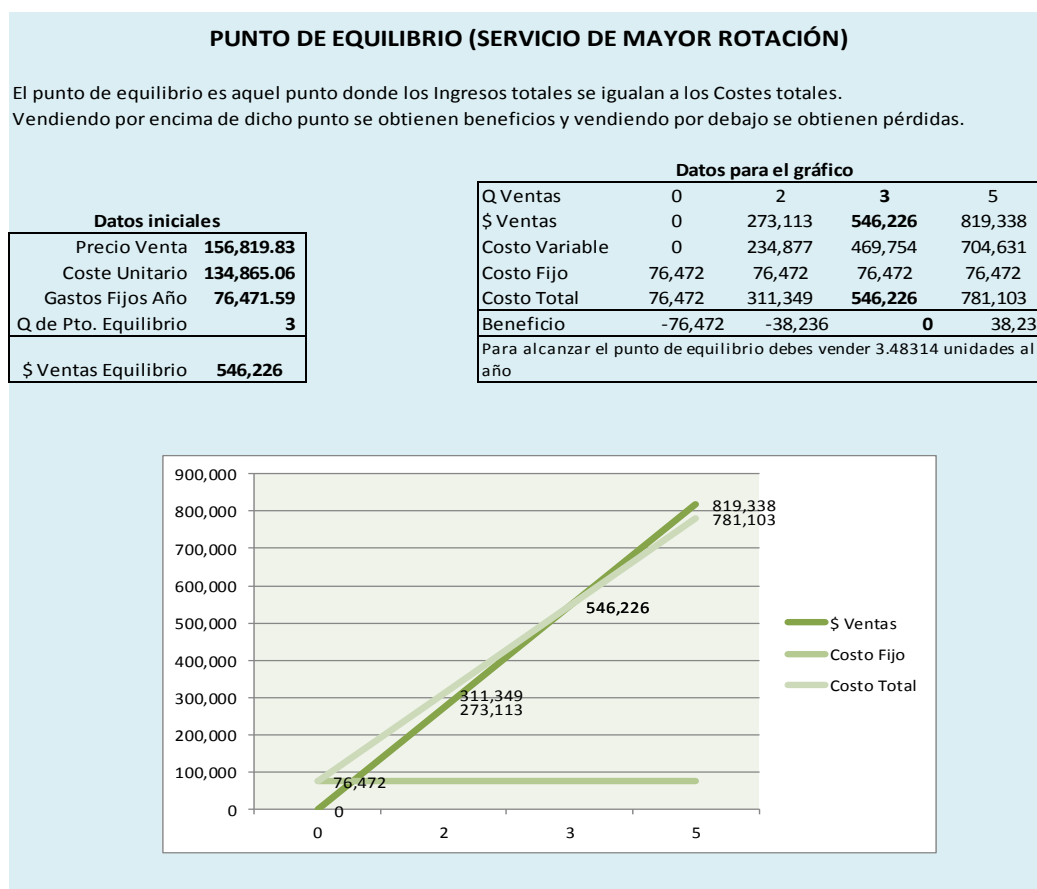 PUNTO DE EQUILIBRIO (SERVICIO DE MAYOR ROTACIÓN)
El punto de equilibrio es aquel punto donde los Ingresos totales se igualan a los Costes totales.
Vendiendo por encima de dicho punto se obtienen beneficios y vendiendo por debajo se obtienen pérdidas.
Datos iniciales
Precio Venta 156,819.83
Coste Unitario 134,865.06
Gastos Fijos Año 76,471.59
Q de Pto. Equilibrio 3
$ Ventas Equilibrio 546,226
Datos para el gráfico
Q Ventas 0 2 3 5
$ Ventas 0 273,113 546,226 819,338
Costo Variable 0 234,877 469,754 704,631
Costo Fijo 76,472 76,472 76,472 76,472
Costo Total 76,472 311,349 546,226 781,103
Beneficio -76,472 -38,236 0 38,23
Para alcanzar el punto de equilibrio debes vender 3.48314 unidades al
año
900,000
800,000
700,000
600,000
500,000
400,000
300,000
200,000
100,000
0
819,338
781,103
546,226
311,349
273,113
76,472
0
0 2 3 5
$ Ventas
Costo Fijo
Costo Total